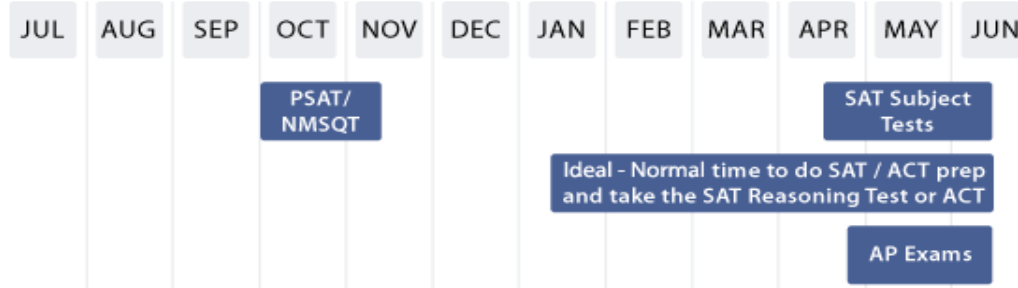 JUL AUG SEP OCT NOV DEC JAN FEB MAR APR MAY JUN
PSAT/
NMSQT
SAT Subject
Tests
Ideal - Normal time to do SAT / ACT prep
and take the SAT Reasoning Test or ACT
AP Exams